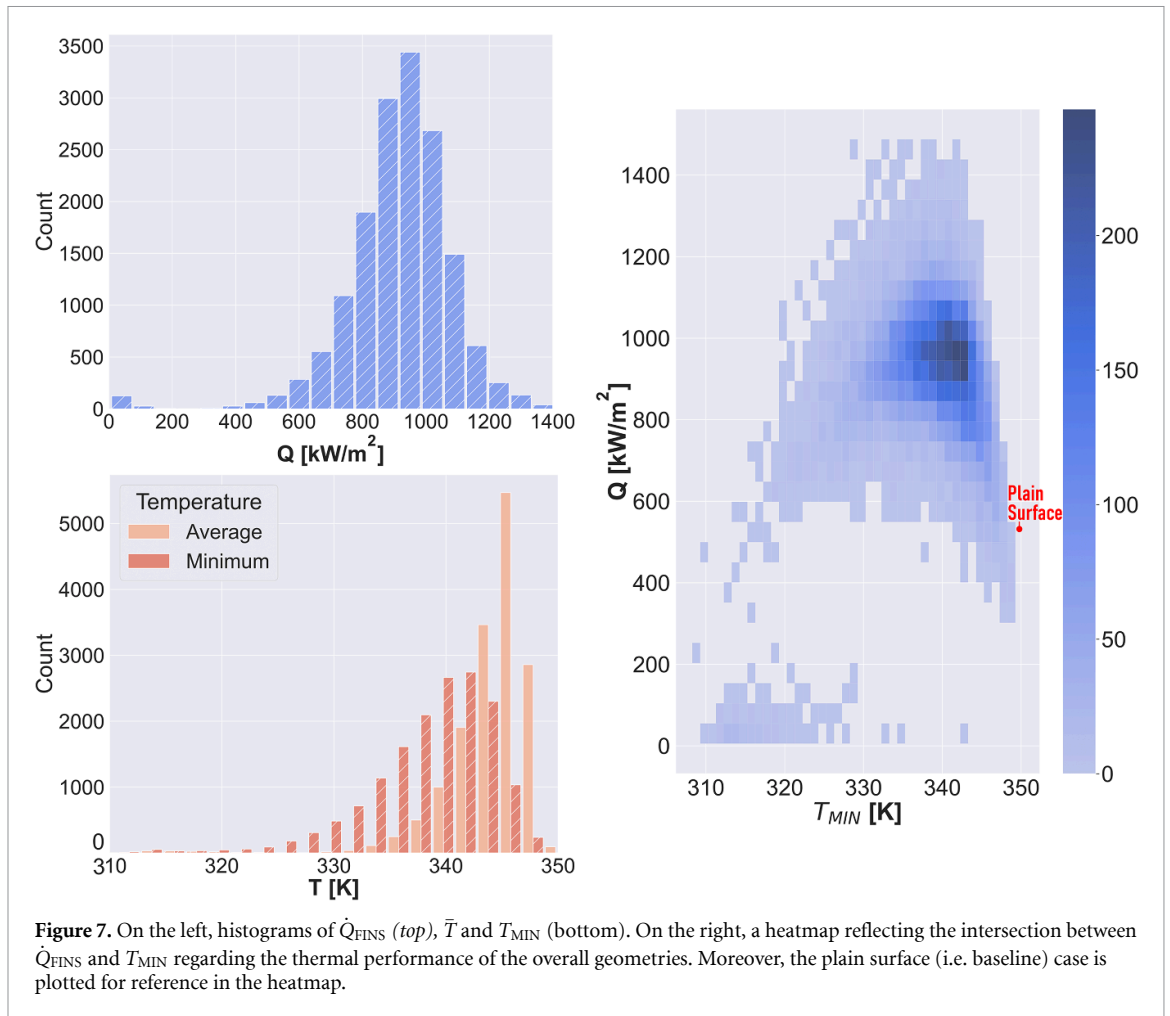 3500
3000
2500
2000
1500
1000
500
0
Count
0 200 400 600 800 1000 1200 1400
Q [kW/m²]
Temperature
Average
Minimum
5000
4000
3000
2000
1000
0
Count
310 320 330 340 350
T [K]
1400
1200
1000
800
600
400
200
0
Q [kW/m²]
Plain
Surface
310 320 330 340 350
T_MIN [K]
200
150
100
50
0
Figure 7. On the left, histograms of Q̇_FINS (top), T̄ and T_MIN (bottom). On the right, a heatmap reflecting the intersection between
Q̇_FINS and T_MIN regarding the thermal performance of the overall geometries. Moreover, the plain surface (i.e. baseline) case is
plotted for reference in the heatmap.